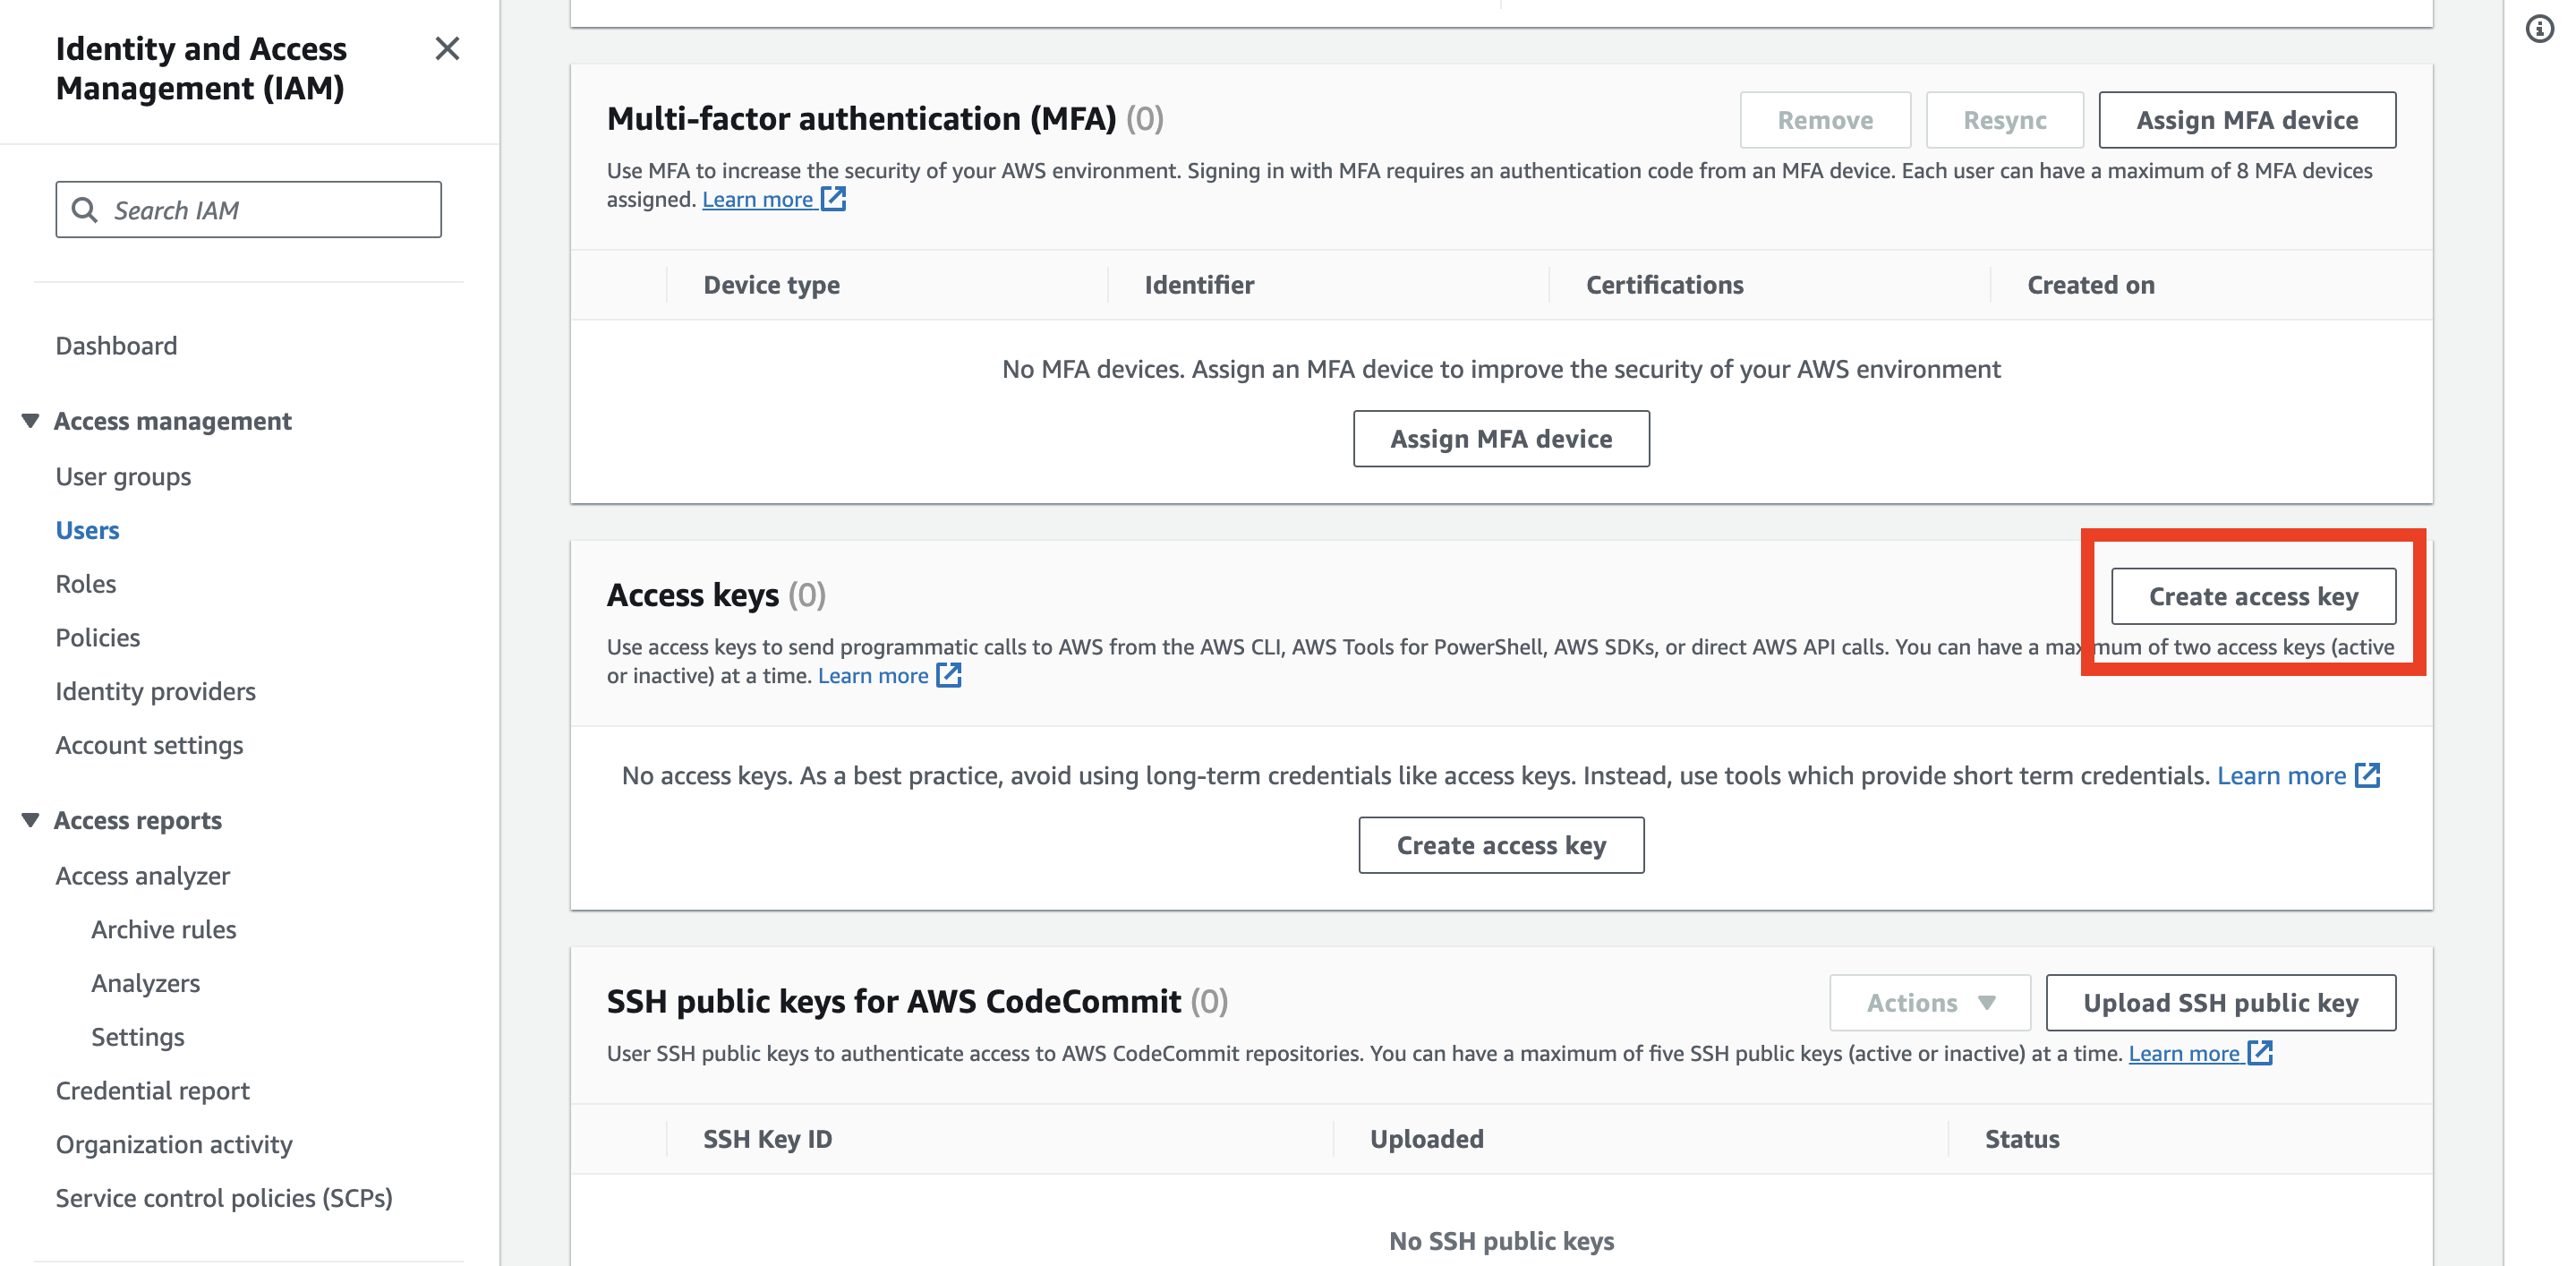 Identity and Access
Management (IAM)
Search IAM
Dashboard
Access management
User groups
Users
Roles
Policies
Identity providers
Account settings
Access reports
Access analyzer
Archive rules
Analyzers
Settings
Credential report
Organization activity
Service control policies (SCPs)
Multi-factor authentication (MFA) (0)
Remove
Resync
Assign MFA device
Use MFA to increase the security of your AWS environment. Signing in with MFA requires an authentication code from an MFA device. Each user can have a maximum of 8 MFA devices
assigned. Learn more
Device type
Identifier
Certifications
Created on
No MFA devices. Assign an MFA device to improve the security of your AWS environment
Assign MFA device
Access keys (0)
Create access key
Use access keys to send programmatic calls to AWS from the AWS CLI, AWS Tools for PowerShell, AWS SDKs, or direct AWS API calls. You can have a maximum of two access keys (active
or inactive) at a time. Learn more
No access keys. As a best practice, avoid using long-term credentials like access keys. Instead, use tools which provide short term credentials. Learn more
Create access key
SSH public keys for AWS CodeCommit (0)
Actions
Upload SSH public key
User SSH public keys to authenticate access to AWS CodeCommit repositories. You can have a maximum of five SSH public keys (active or inactive) at a time. Learn more
SSH Key ID
Uploaded
Status
No SSH public keys